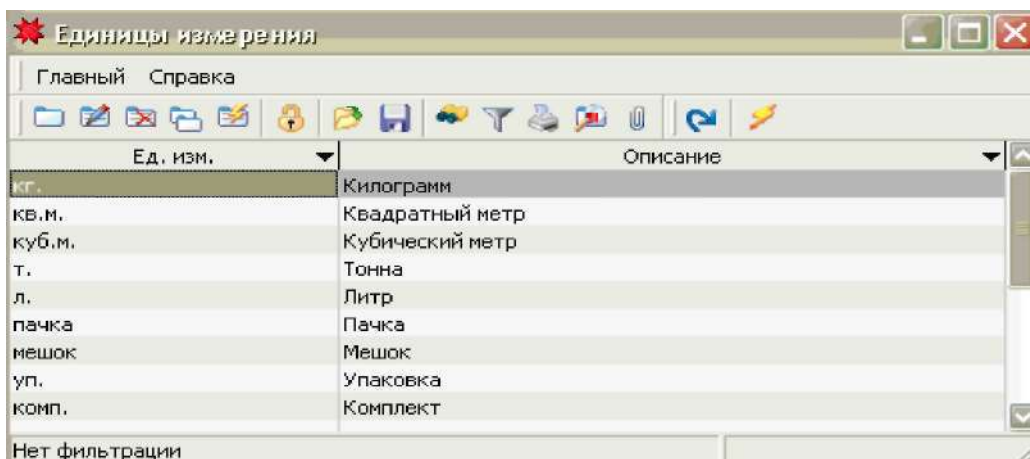 Единицы измерения
Главный Справка
Ед. изм. Описание
кг. Килограмм
кв.м. Квадратный метр
куб.м. Кубический метр
т. Тонна
л. Литр
пачка Пачка
мешок Мешок
уп. Упаковка
комп. Комплект
Нет фильтрации